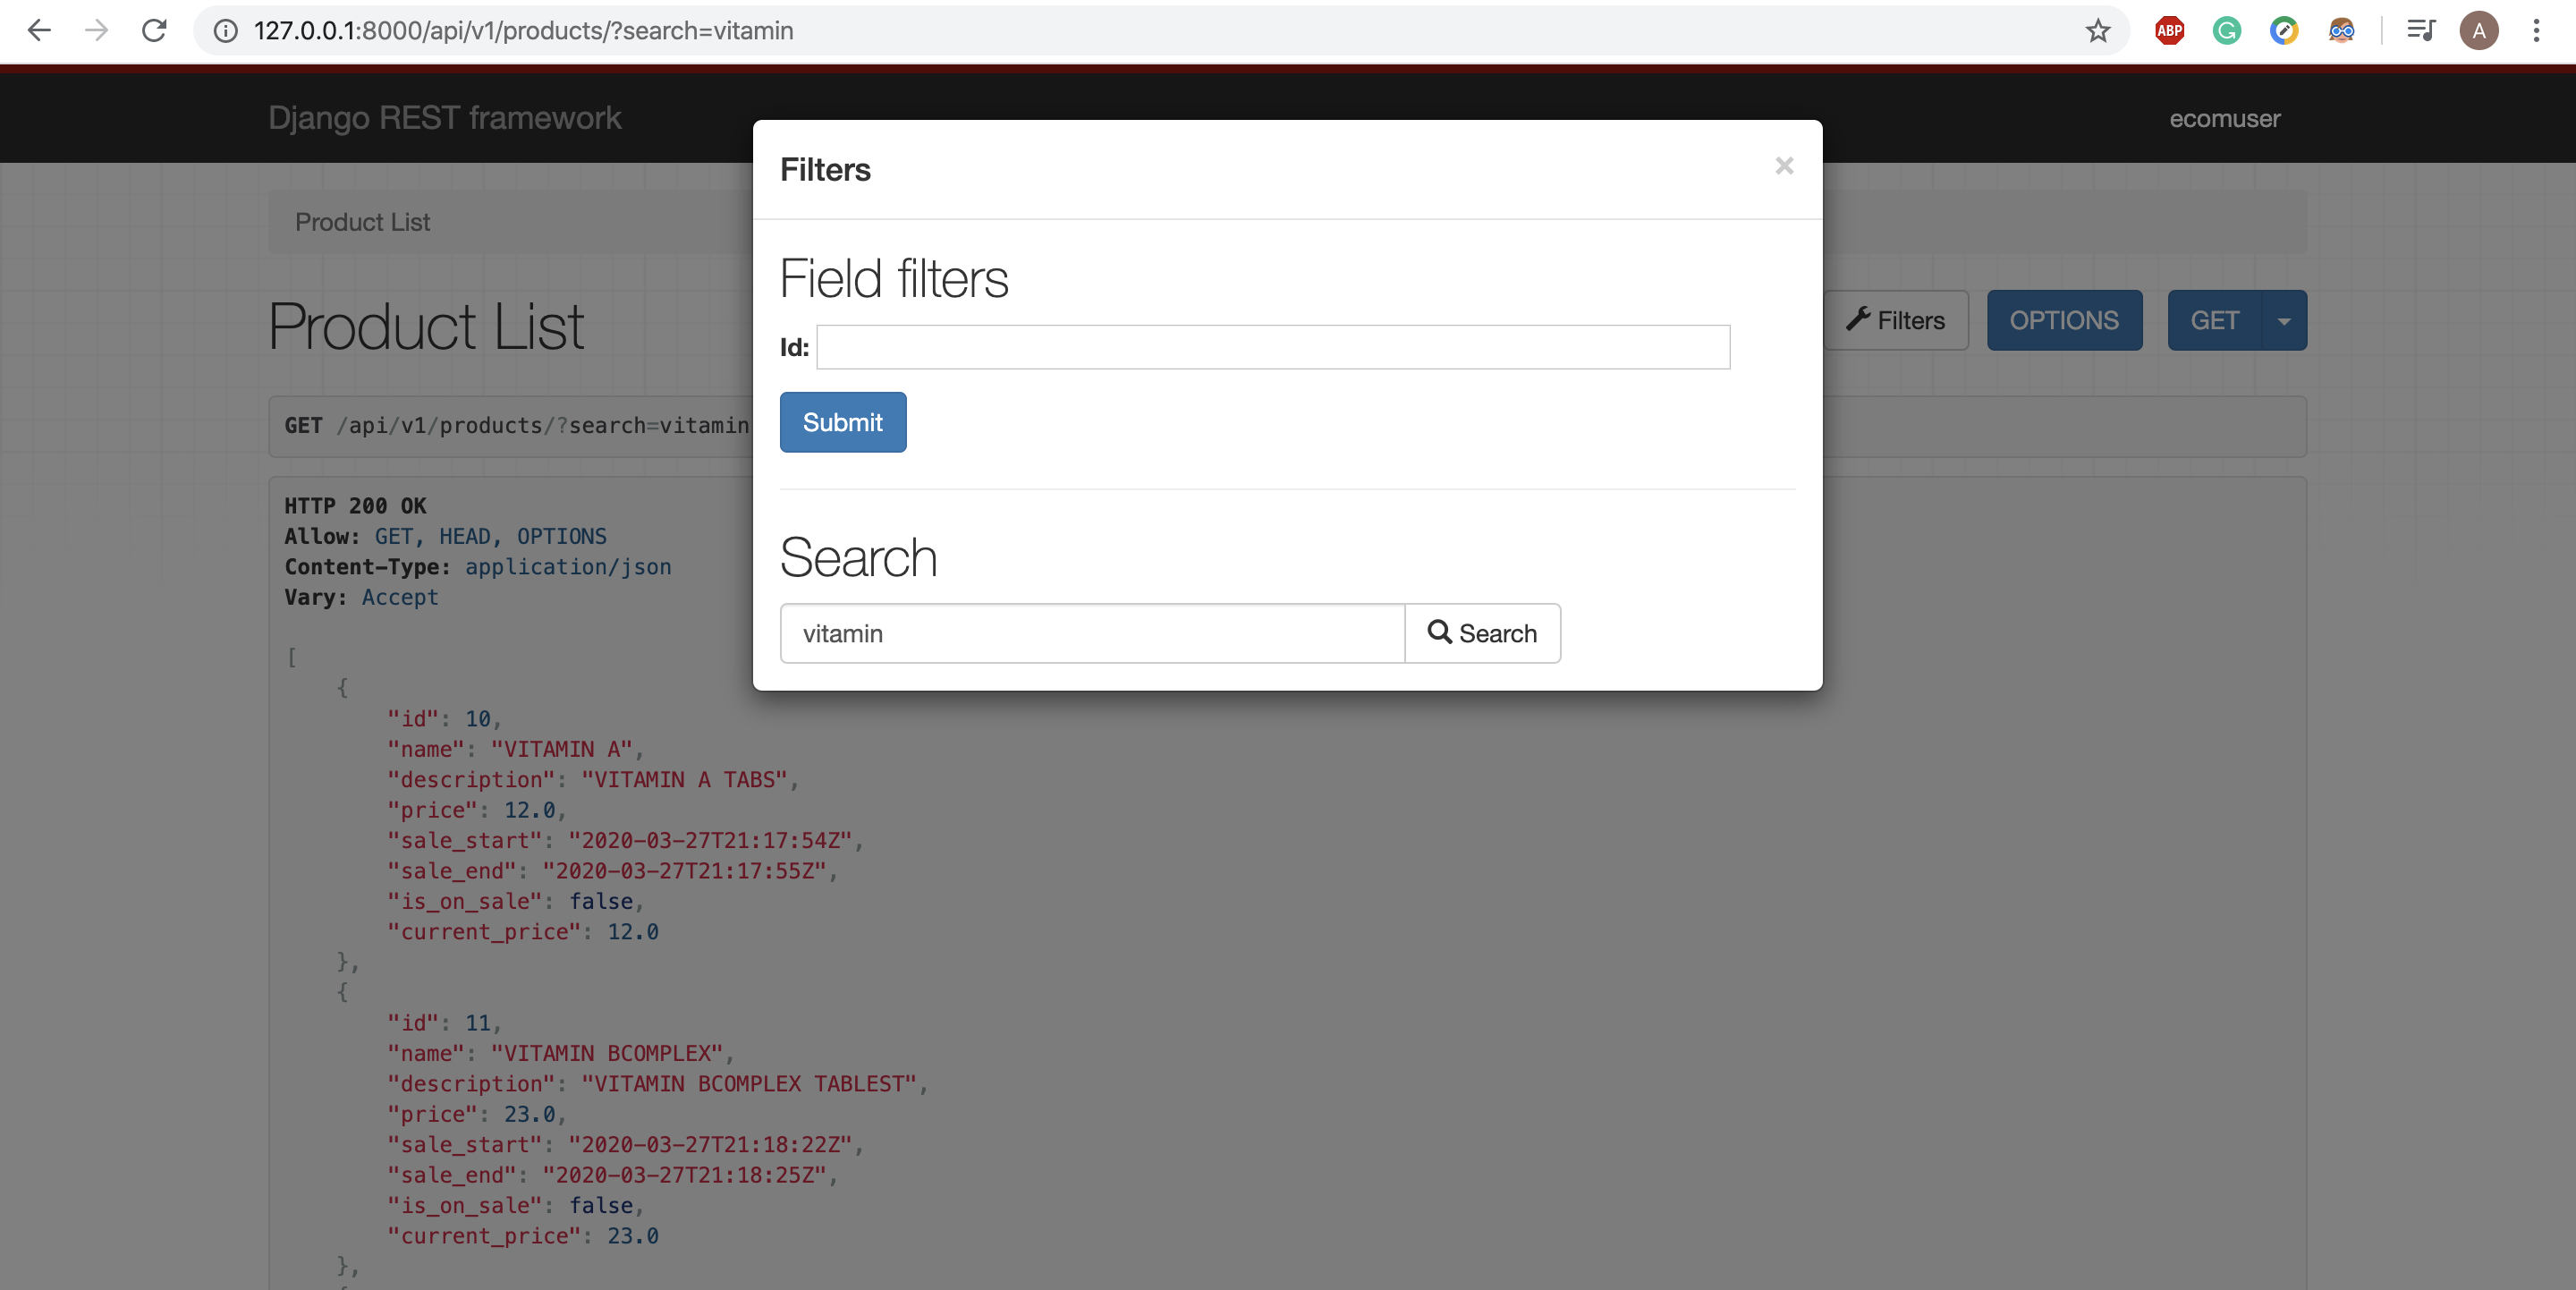 127.0.0.1:8000/api/v1/products/?search=vitamin
ABP
G
A
Django REST framework
ecomuser
Filters
×
Product List
Field filters
Product List
Filters
OPTIONS
GET
Id:
Submit
GET /api/v1/products/?search=vitamin
HTTP 200 OK
Allow: GET, HEAD, OPTIONS
Content-Type: application/json
Vary: Accept
Search
vitamin
Search
[
    {
        "id": 10,
        "name": "VITAMIN A",
        "description": "VITAMIN A TABS",
        "price": 12.0,
        "sale_start": "2020-03-27T21:17:54Z",
        "sale_end": "2020-03-27T21:17:55Z",
        "is_on_sale": false,
        "current_price": 12.0
    },
    {
        "id": 11,
        "name": "VITAMIN BCOMPLEX",
        "description": "VITAMIN BCOMPLEX TABLEST",
        "price": 23.0,
        "sale_start": "2020-03-27T21:18:22Z",
        "sale_end": "2020-03-27T21:18:25Z",
        "is_on_sale": false,
        "current_price": 23.0
    },
    {